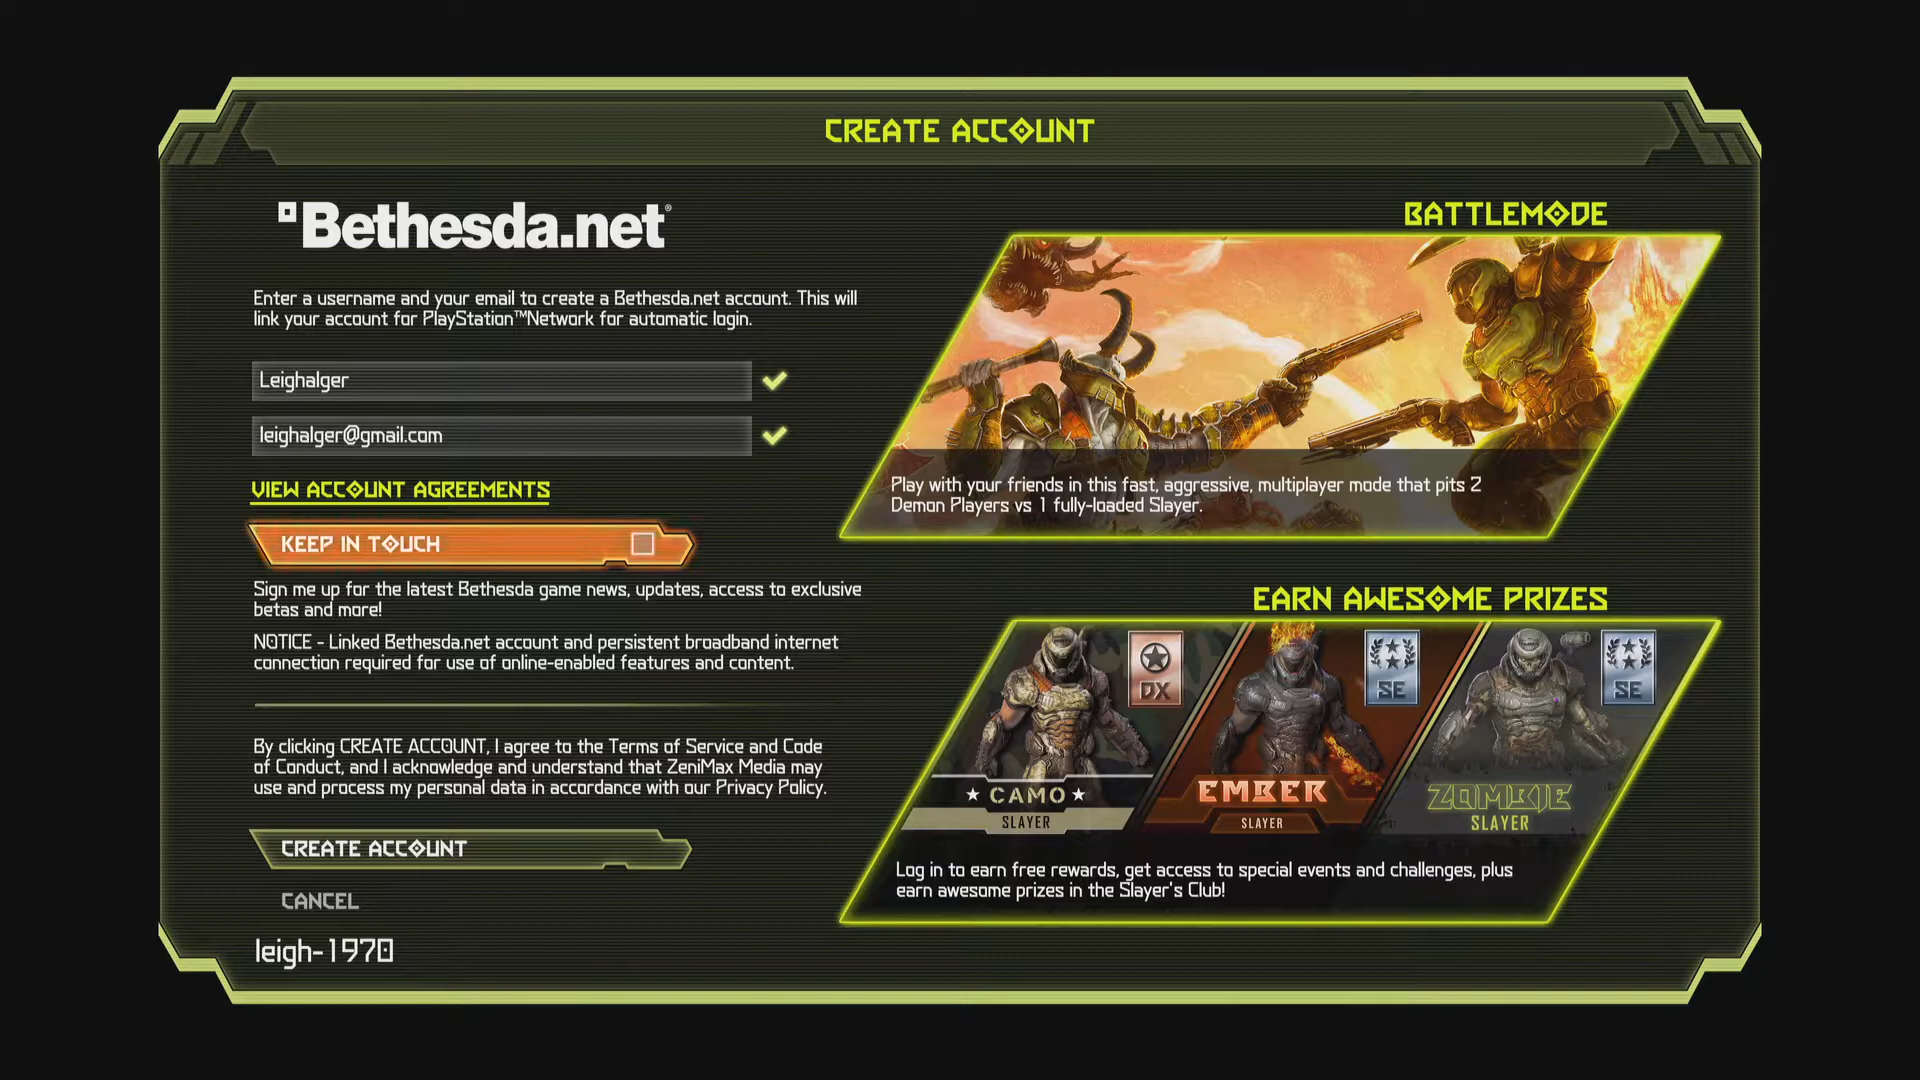 CREATE ACCOUNT
Bethesda.net®
Enter a username and your email to create a Bethesda.net account. This will
link your account for PlayStation™Network for automatic login.
Leighalger
leighalger@gmail.com
VIEW ACCOUNT AGREEMENTS
KEEP IN TOUCH
Sign me up for the latest Bethesda game news, updates, access to exclusive
betas and more!
NOTICE - Linked Bethesda.net account and persistent broadband internet
connection required for use of online-enabled features and content.
By clicking CREATE ACCOUNT, I agree to the Terms of Service and Code
of Conduct, and I acknowledge and understand that ZeniMax Media may
use and process my personal data in accordance with our Privacy Policy.
CREATE ACCOUNT
CANCEL
leigh-1970
BATTLEMODE
Play with your friends in this fast, aggressive, multiplayer mode that pits 2
Demon Players vs 1 fully-loaded Slayer.
EARN AWESOME PRIZES
DX
CAMO
SLAYER
SE
EMBER
SLAYER
SE
ZOMBIE
SLAYER
Log in to earn free rewards, get access to special events and challenges, plus
earn awesome prizes in the Slayer's Club!